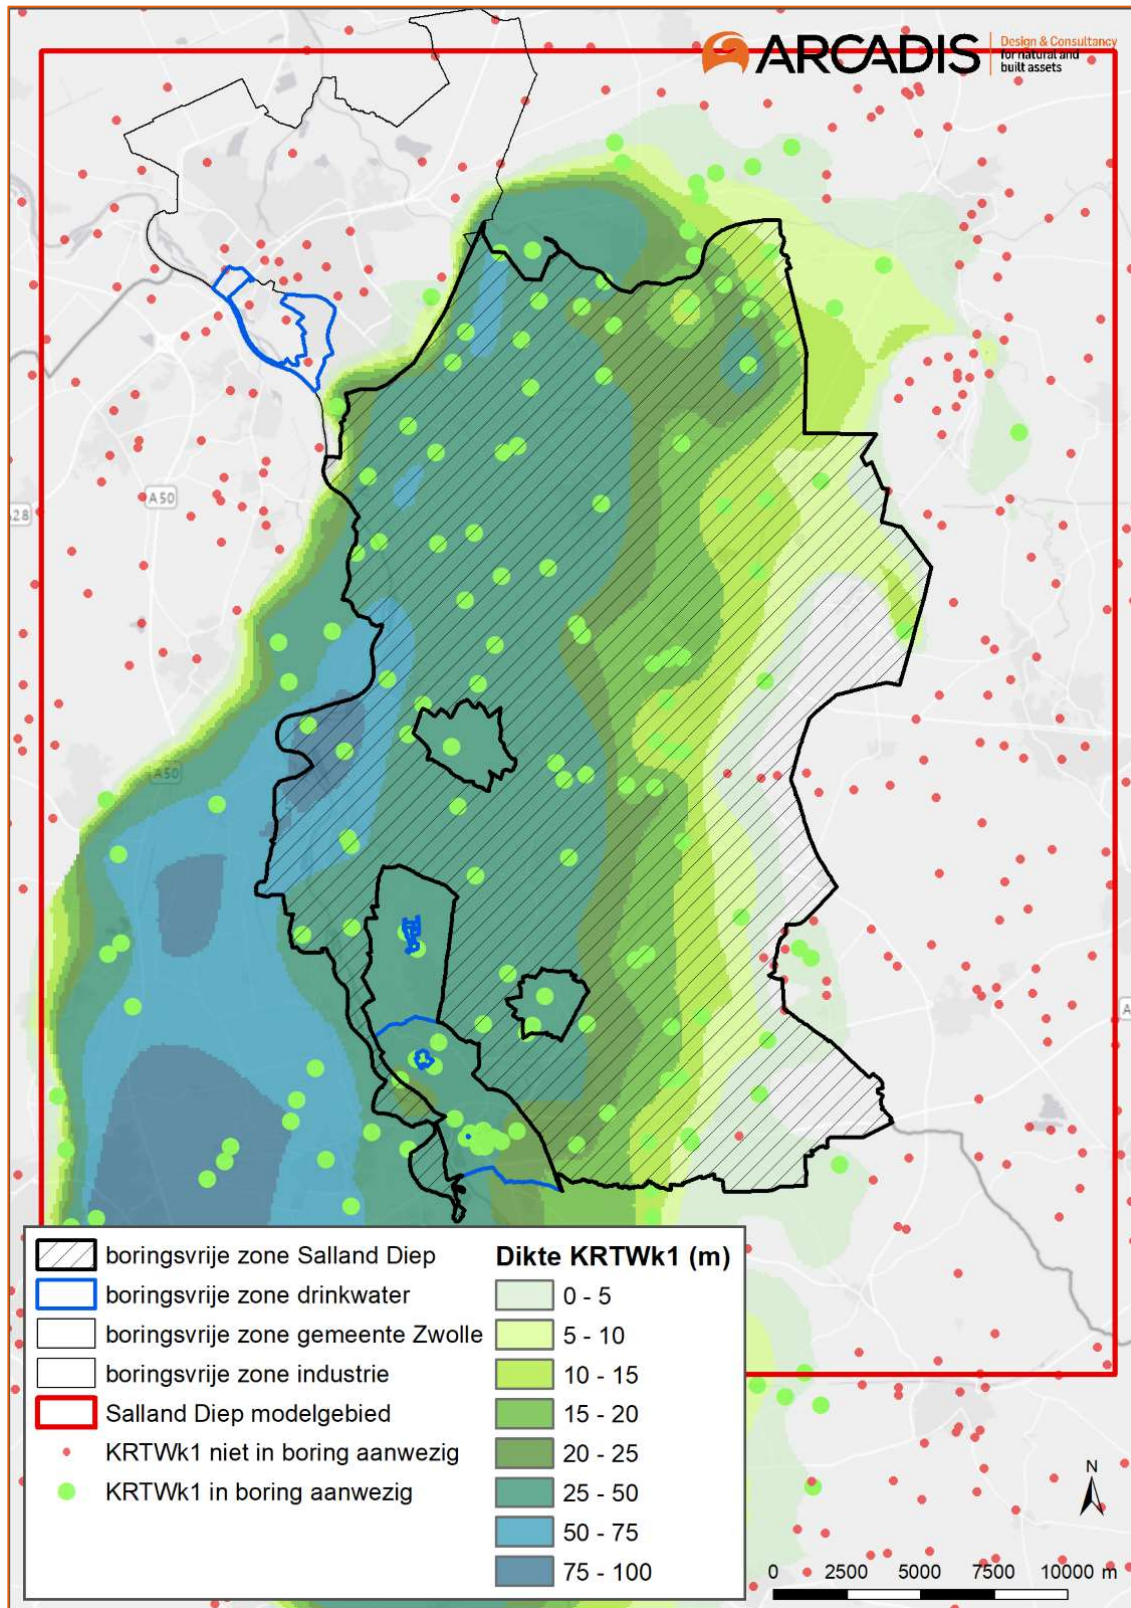 ARCADIS
Design & Consultancy
for natural and
built assets
A50
28
A50
A
boringsvrije zone Salland Diep
boringsvrije zone drinkwater
boringsvrije zone gemeente Zwolle
boringsvrije zone industrie
Salland Diep modelgebied
KRTWk1 niet in boring aanwezig
KRTWk1 in boring aanwezig
Dikte KRTWk1 (m)
0 - 5
5 - 10
10 - 15
15 - 20
20 - 25
25 - 50
50 - 75
75 - 100
N
0 2500 5000 7500 10000 m